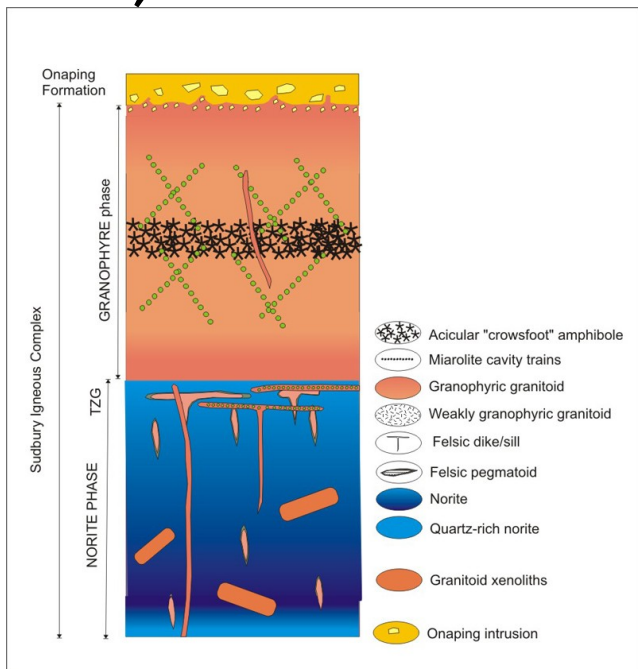 Onaping
Formation
GRANOPHYRE phase
Sudbury Igneous Complex
TZG
NORITE PHASE
Acicular "crowsfoot" amphibole
Miarolite cavity trains
Granophyric granitoid
Weakly granophyric granitoid
Felsic dike/sill
Felsic pegmatoid
Norite
Quartz-rich norite
Granitoid xenoliths
Onaping intrusion